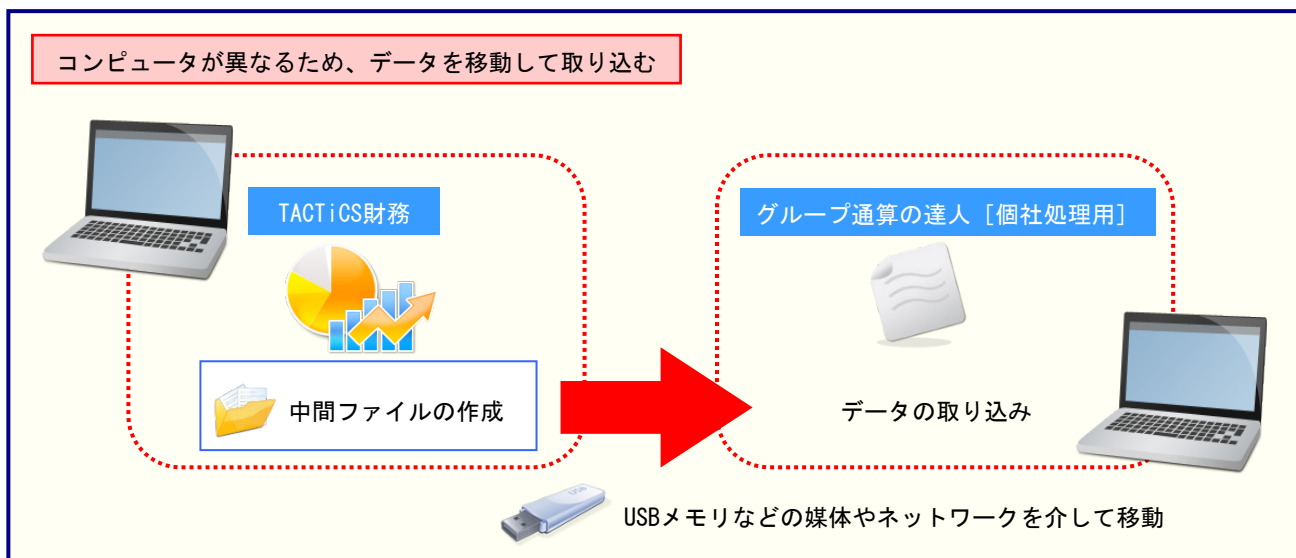 コンピュータが異なるため、データを移動して取り込む
TACTiCS財務
グループ通算の達人［個社処理用］
中間ファイルの作成
データの取り込み
USB
USBメモリなどの媒体やネットワークを介して移動